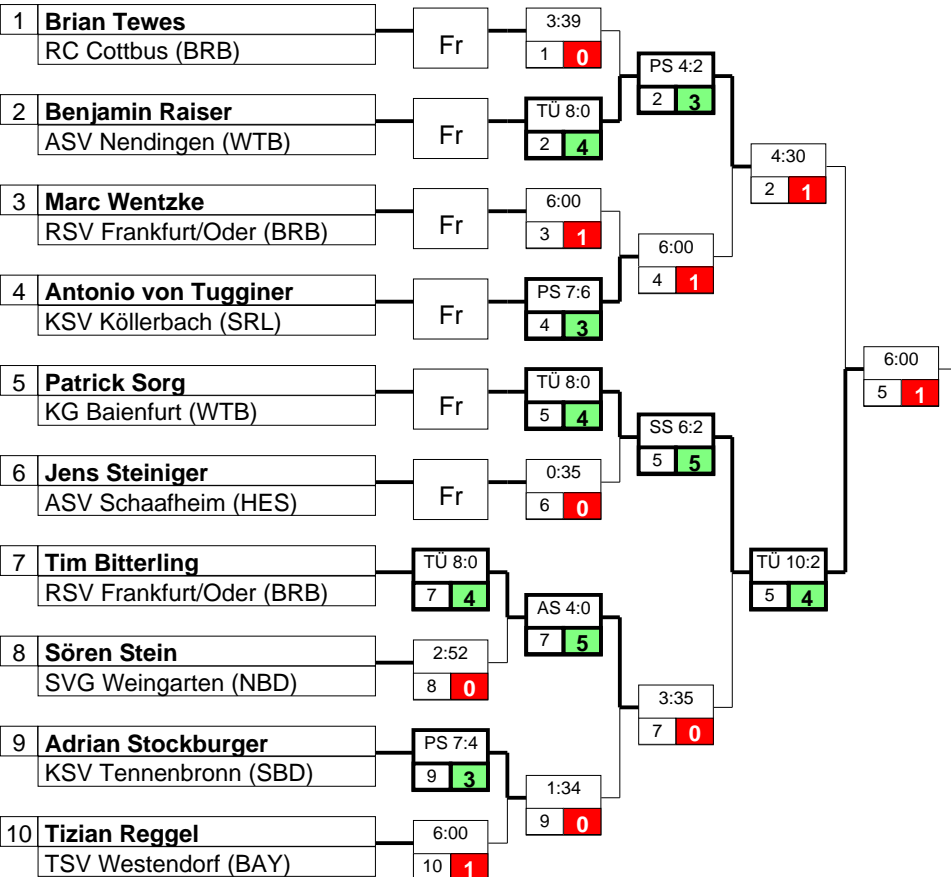 1 Brian Tewes
RC Cottbus (BRB)
Fr
3:39
1 0
PS 4:2
2 3
2 Benjamin Raiser
ASV Nendingen (WTB)
Fr
TÜ 8:0
2 4
4:30
2 1
3 Marc Wentzke
RSV Frankfurt/Oder (BRB)
Fr
6:00
3 1
6:00
4 1
4 Antonio von Tugginer
KSV Köllerbach (SRL)
Fr
PS 7:6
4 3
6:00
5 1
5 Patrick Sorg
KG Baienfurt (WTB)
Fr
TÜ 8:0
5 4
SS 6:2
5 5
6 Jens Steiniger
ASV Schaafheim (HES)
Fr
0:35
6 0
7 Tim Bitterling
RSV Frankfurt/Oder (BRB)
TÜ 8:0
7 4
TÜ 10:2
5 4
AS 4:0
7 5
8 Sören Stein
SVG Weingarten (NBD)
2:52
8 0
3:35
7 0
9 Adrian Stockburger
KSV Tennenbronn (SBD)
PS 7:4
9 3
1:34
9 0
10 Tizian Reggel
TSV Westendorf (BAY)
6:00
10 1